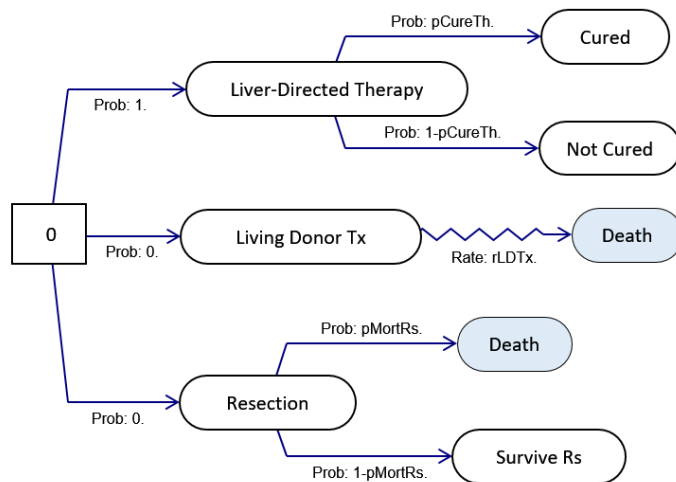 Prob: pCureTh.
Cured
Liver-Directed Therapy
Prob: 1.
Prob: 1-pCureTh.
Not Cured
0
Prob: 0.
Living Donor Tx
Rate: rLDTx.
Death
Prob: pMortRs.
Death
Resection
Prob: 0.
Prob: 1-pMortRs.
Survive Rs